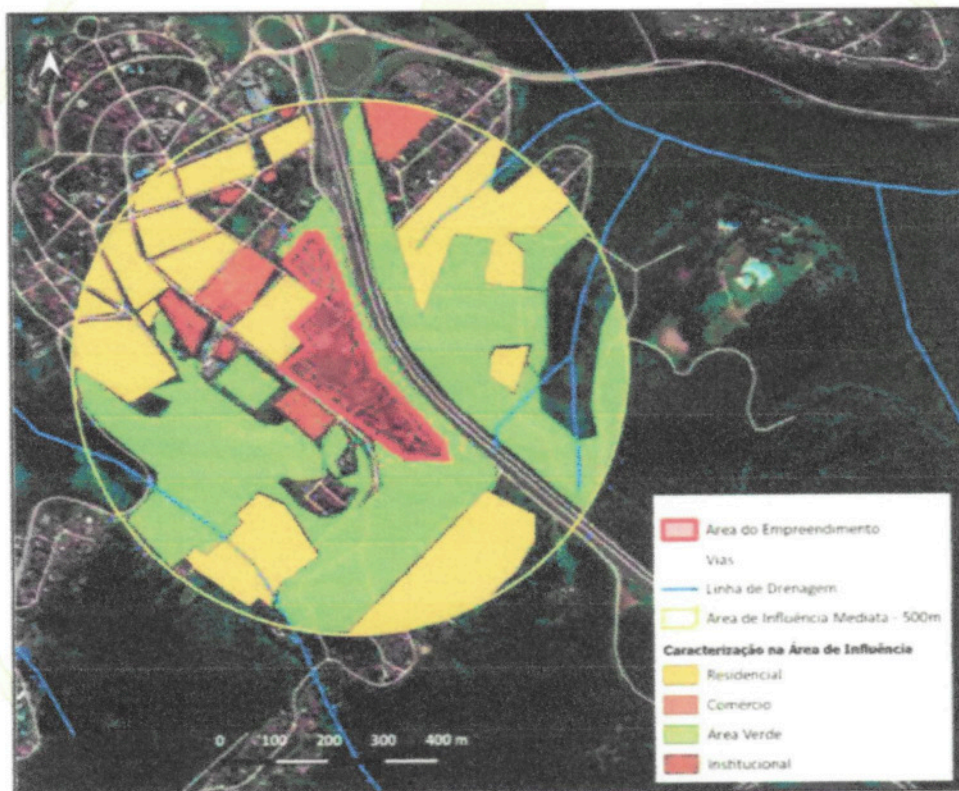 0 100 200 300 400 m
Area do Empreendimento
Vias
Linha de Drenagem
Área de Influência Mediata - 500m
Caracterização na Área de Influência
Residencial
Comércio
Área Verde
Institucional